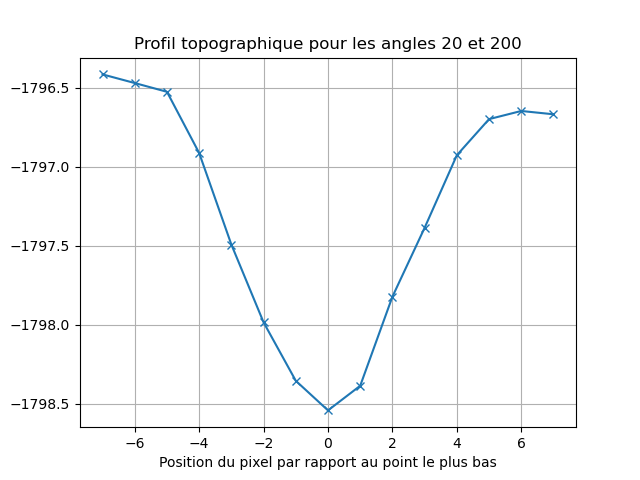 Profil topographique pour les angles 20 et 200
−1796.5
−1797.0
−1797.5
−1798.0
−1798.5
−6 −4 −2 0 2 4 6
Position du pixel par rapport au point le plus bas